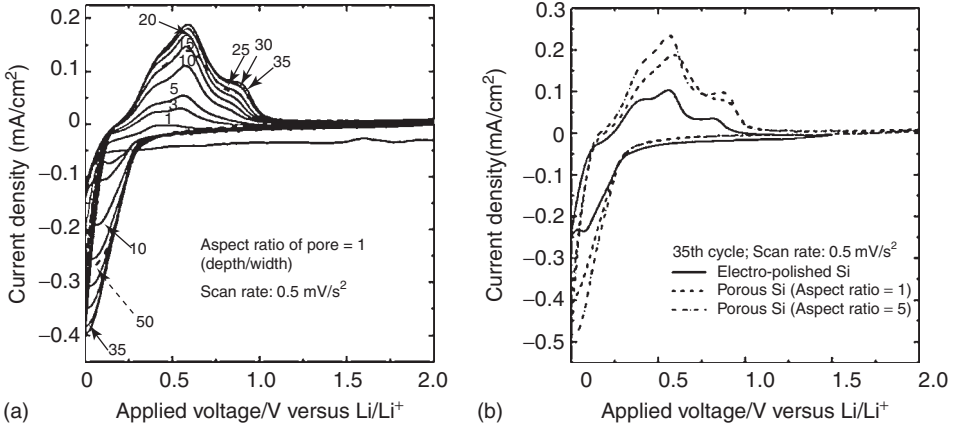 Current density (mA/cm²)
0.2
0.1
0
−0.1
−0.2
−0.3
−0.4
20
15
10
5
3
1
25
30
35
10
50
35
Aspect ratio of pore = 1
(depth/width)
Scan rate: 0.5 mV/s²
0
0.5
1.0
1.5
2.0
(a)
Applied voltage/V versus Li/Li⁺
Current density(mA/cm²)
0.3
0.2
0.1
0
−0.1
−0.2
−0.3
−0.4
−0.5
35th cycle; Scan rate: 0.5 mV/s²
Electro-polished Si
Porous Si (Aspect ratio = 1)
Porous Si (Aspect ratio = 5)
0
0.5
1.0
1.5
2.0
(b)
Applied voltage/V versus Li/Li⁺